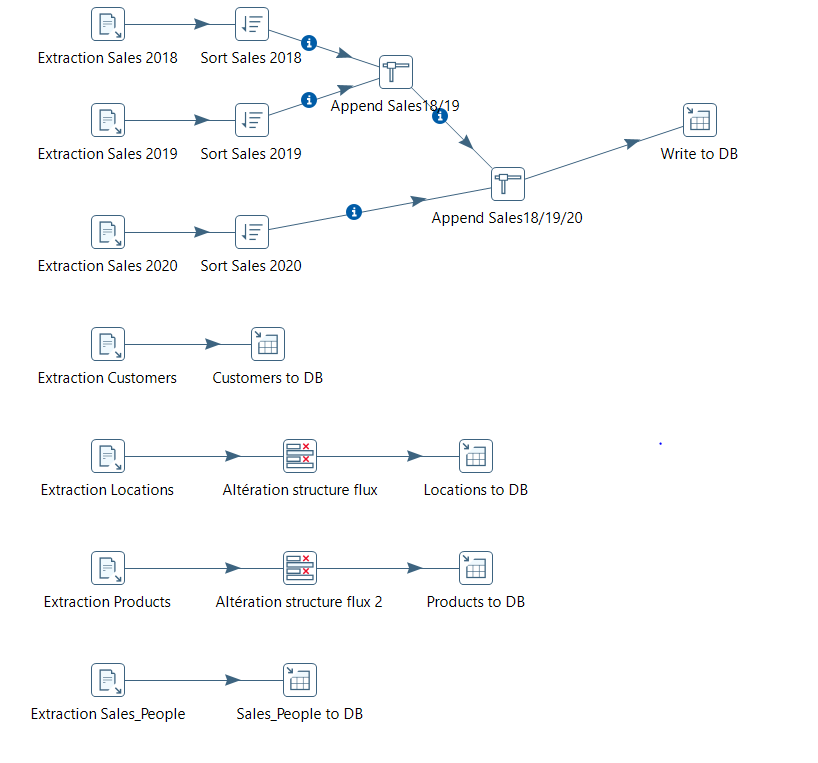 Extraction Sales 2018
Sort Sales 2018
Append Sales18/19
Extraction Sales 2019
Sort Sales 2019
Write to DB
Append Sales18/19/20
Extraction Sales 2020
Sort Sales 2020
Extraction Customers
Customers to DB
Extraction Locations
Altération structure flux
Locations to DB
Extraction Products
Altération structure flux 2
Products to DB
Extraction Sales_People
Sales_People to DB